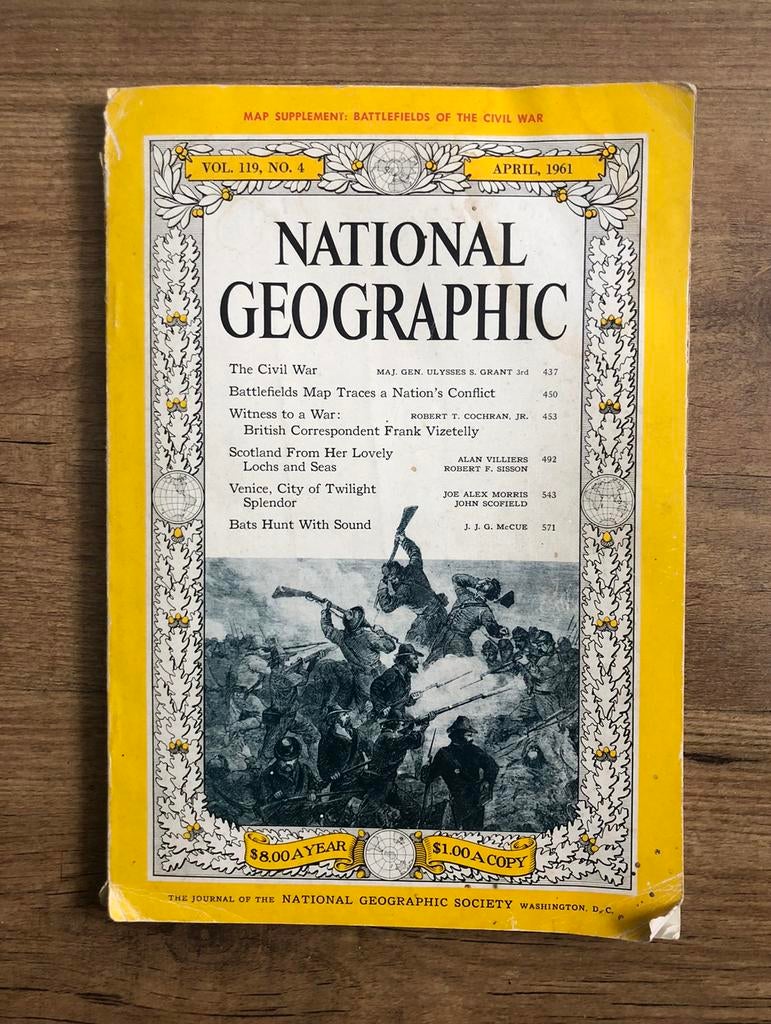 MAP SUPPLEMENT: BATTLEFIELDS OF THE CIVIL WAR
VOL. 119, NO. 4 APRIL, 1961
NATIONAL
GEOGRAPHIC
The Civil War MAJ. GEN. ULYSSES S. GRANT 3rd 437
Battlefields Map Traces a Nation's Conflict 450
Witness to a War: ROBERT T. COCHRAN, JR. 453
British Correspondent Frank Vizetelly
Scotland From Her Lovely ALAN VILLIERS 492
Lochs and Seas ROBERT F. SISSON
Venice, City of Twilight JOE ALEX MORRIS 543
Splendor JOHN SCOFIELD
Bats Hunt With Sound J. J. G. McCUE 571
$8.00 A YEAR $1.00 A COPY
THE JOURNAL OF THE NATIONAL GEOGRAPHIC SOCIETY WASHINGTON, D. C.